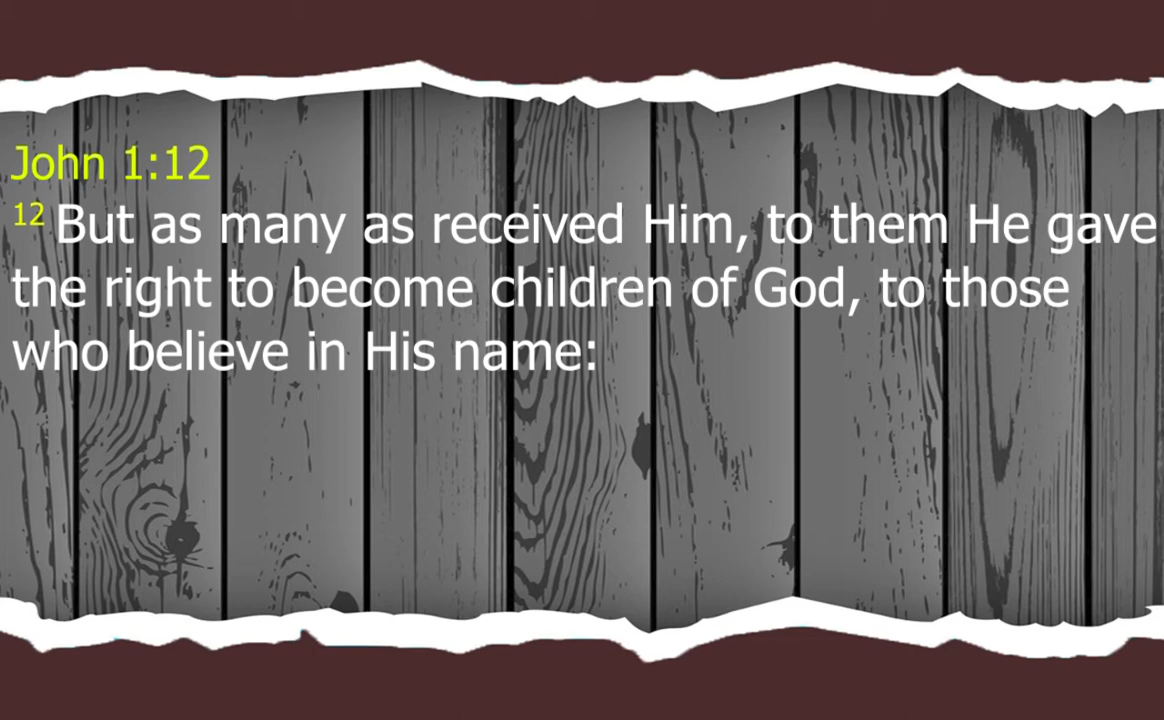 John 1:12
12 But as many as received Him, to them He gave
the right to become children of God, to those
who believe in His name: